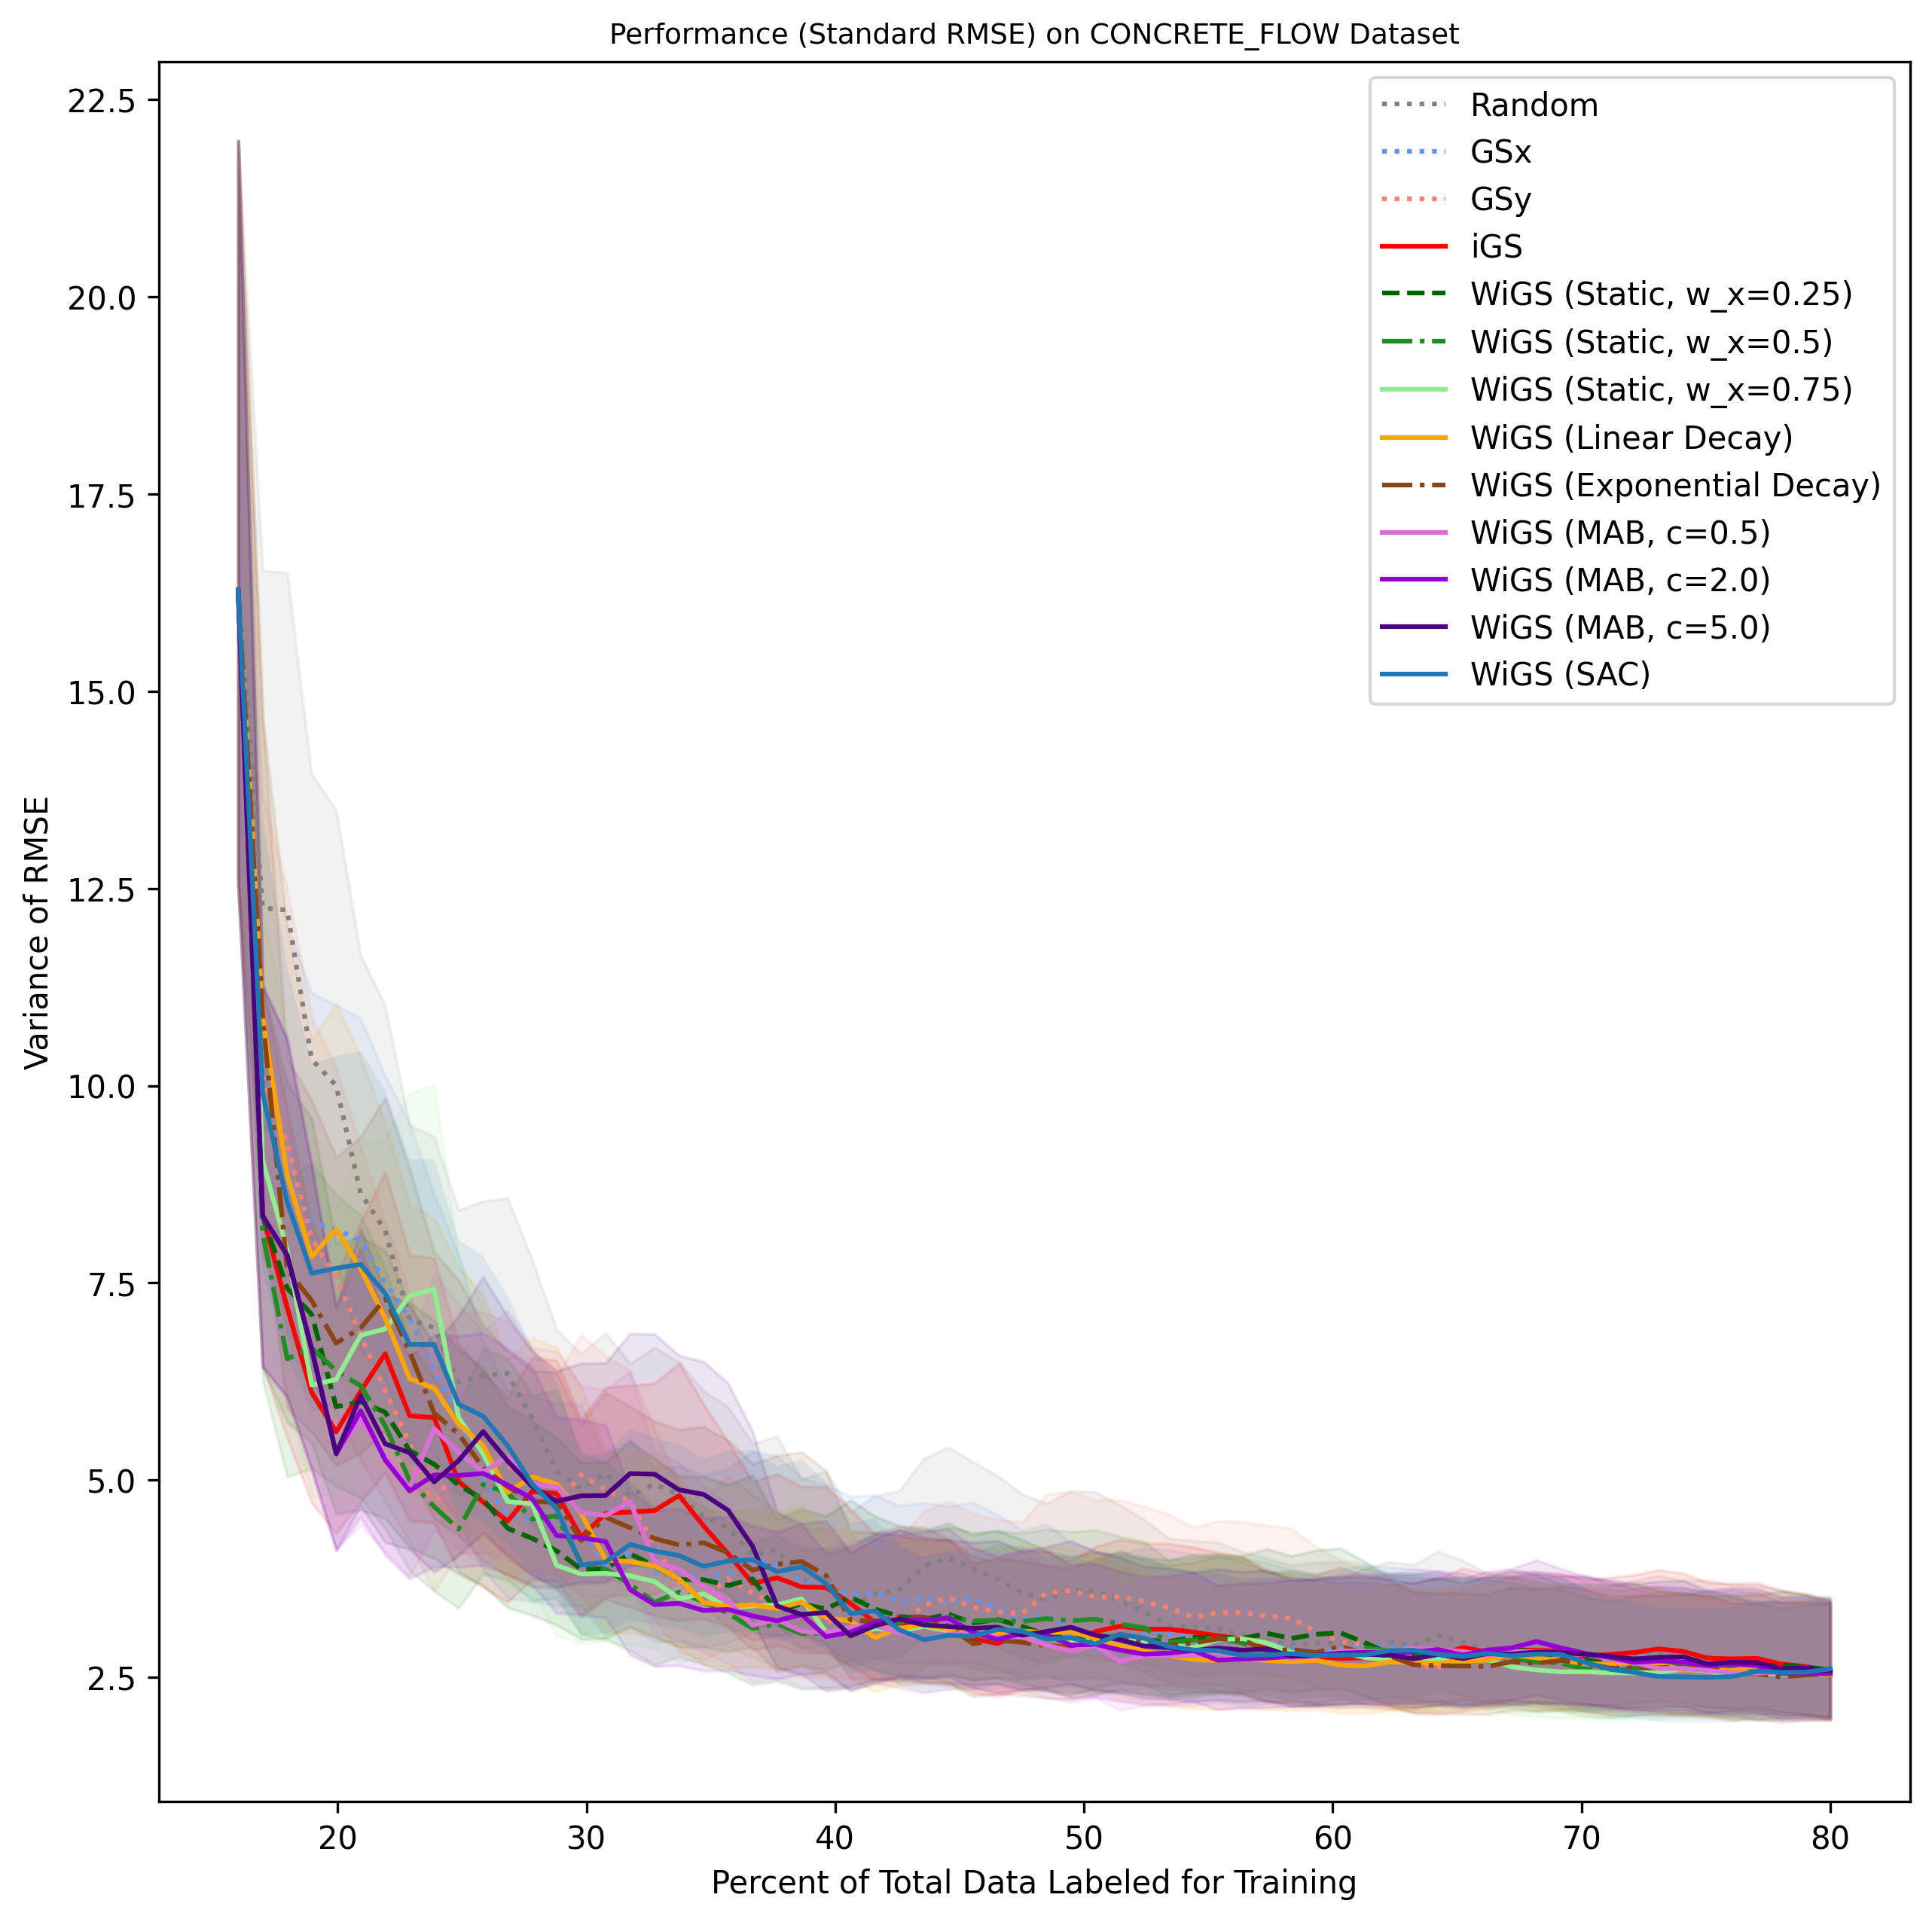 Performance (Standard RMSE) on CONCRETE_FLOW Dataset
22.5
20.0
17.5
15.0
12.5
10.0
7.5
5.0
2.5
Variance of RMSE
Random
GSx
GSy
iGS
WiGS (Static, w_x=0.25)
WiGS (Static, w_x=0.5)
WiGS (Static, w_x=0.75)
WiGS (Linear Decay)
WiGS (Exponential Decay)
WiGS (MAB, c=0.5)
WiGS (MAB, c=2.0)
WiGS (MAB, c=5.0)
WiGS (SAC)
20 30 40 50 60 70 80
Percent of Total Data Labeled for Training